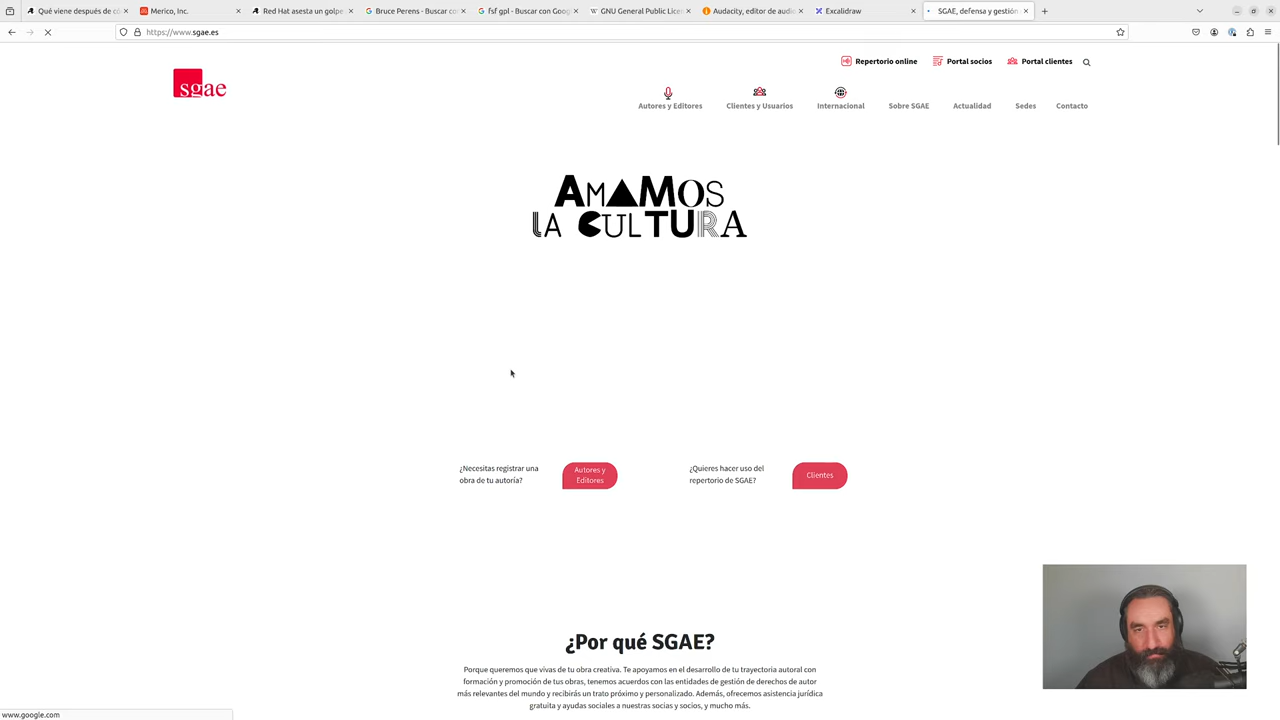 Qué viene después de có
Merico, Inc.
Red Hat asesta un golpe
Bruce Perens - Buscar co
fsf gpl - Buscar con Goog
GNU General Public Licen
Audacity, editor de audio
Excalidraw
SGAE, defensa y gestión
https://www.sgae.es
Repertorio online
Portal socios
Portal clientes
sgae
Autores y Editores
Clientes y Usuarios
Internacional
Sobre SGAE
Actualidad
Sedes
Contacto
AMAMOS
LA CULTURA
¿Necesitas registrar una
obra de tu autoría?
Autores y
Editores
¿Quieres hacer uso del
repertorio de SGAE?
Clientes
¿Por qué SGAE?
Porque queremos que vivas de tu obra creativa. Te apoyamos en el desarrollo de tu trayectoria autoral con
formación y promoción de tus obras, tenemos acuerdos con las entidades de gestión de derechos de autor
más relevantes del mundo y recibirás un trato próximo y personalizado. Además, ofrecemos asistencia jurídica
gratuita y ayudas sociales a nuestras socias y socios, y mucho más.
www.google.com